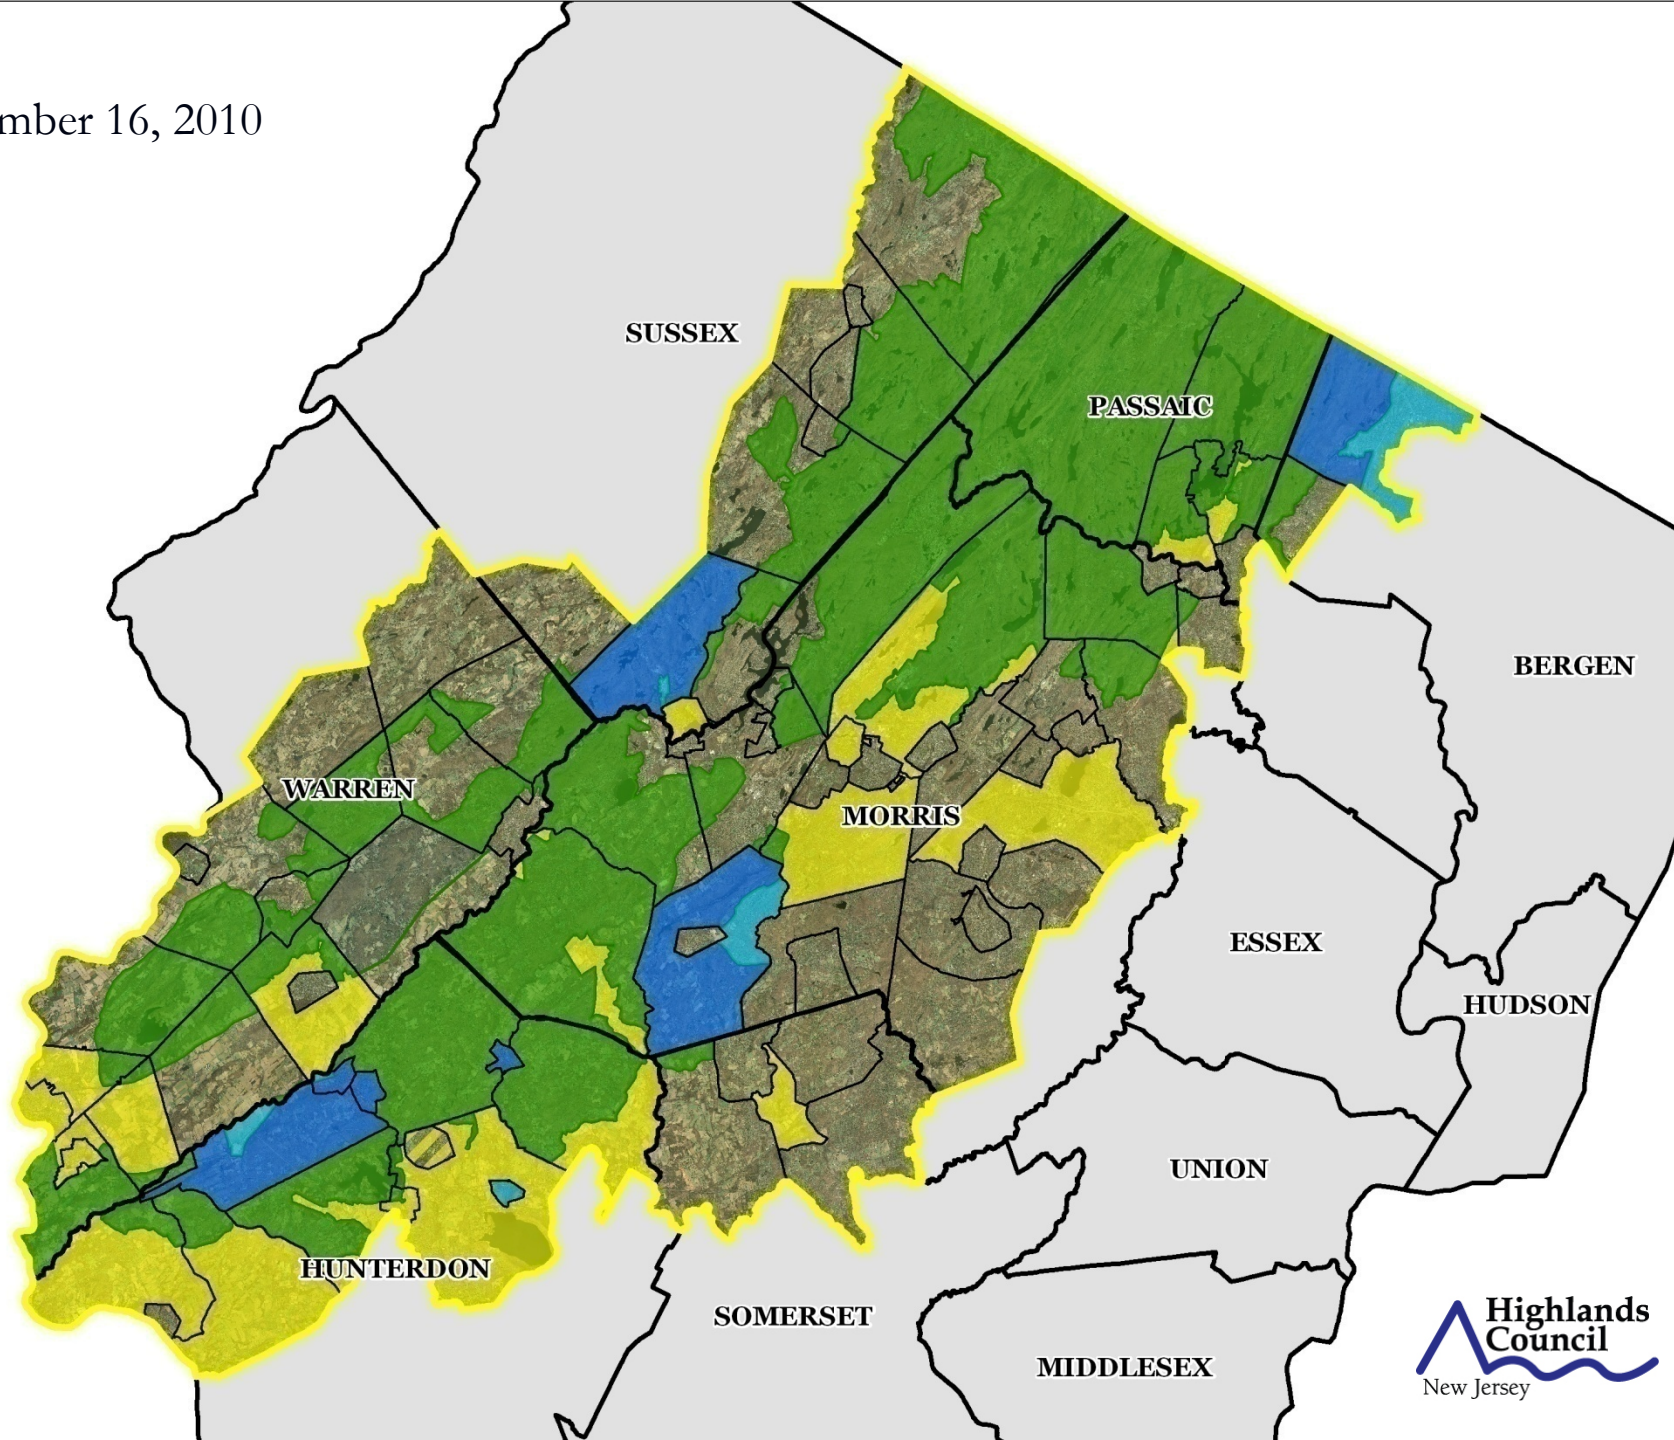 mber 16, 2010
SUSSEX
PASSAIC
BERGEN
WARREN
MORRIS
ESSEX
HUDSON
UNION
HUNTERDON
SOMERSET
MIDDLESEX
Highlands
Council
New Jersey